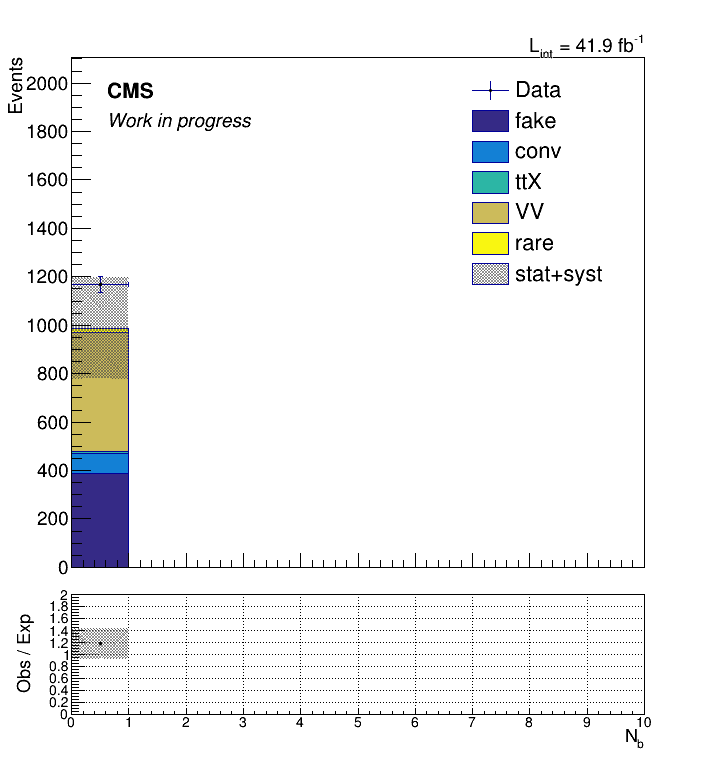 L_int = 41.9 fb^-1
Events
2000
1800
1600
1400
1200
1000
800
600
400
200
0
CMS
Work in progress
Data
fake
conv
ttX
VV
rare
stat+syst
Obs / Exp
2
1.8
1.6
1.4
1.2
1
0.8
0.6
0.4
0.2
0
0 1 2 3 4 5 6 7 8 9 10
N_b